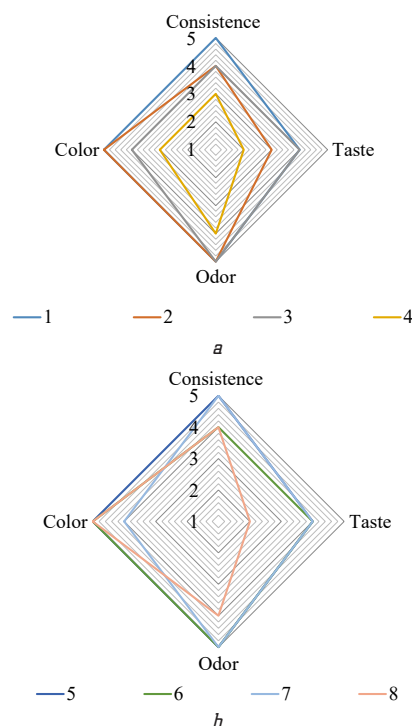 Consistence
5
4
3
2
1
Color
Taste
Odor
1 2 3 4
a
Consistence
5
4
3
2
1
Color
Taste
Odor
5 6 7 8